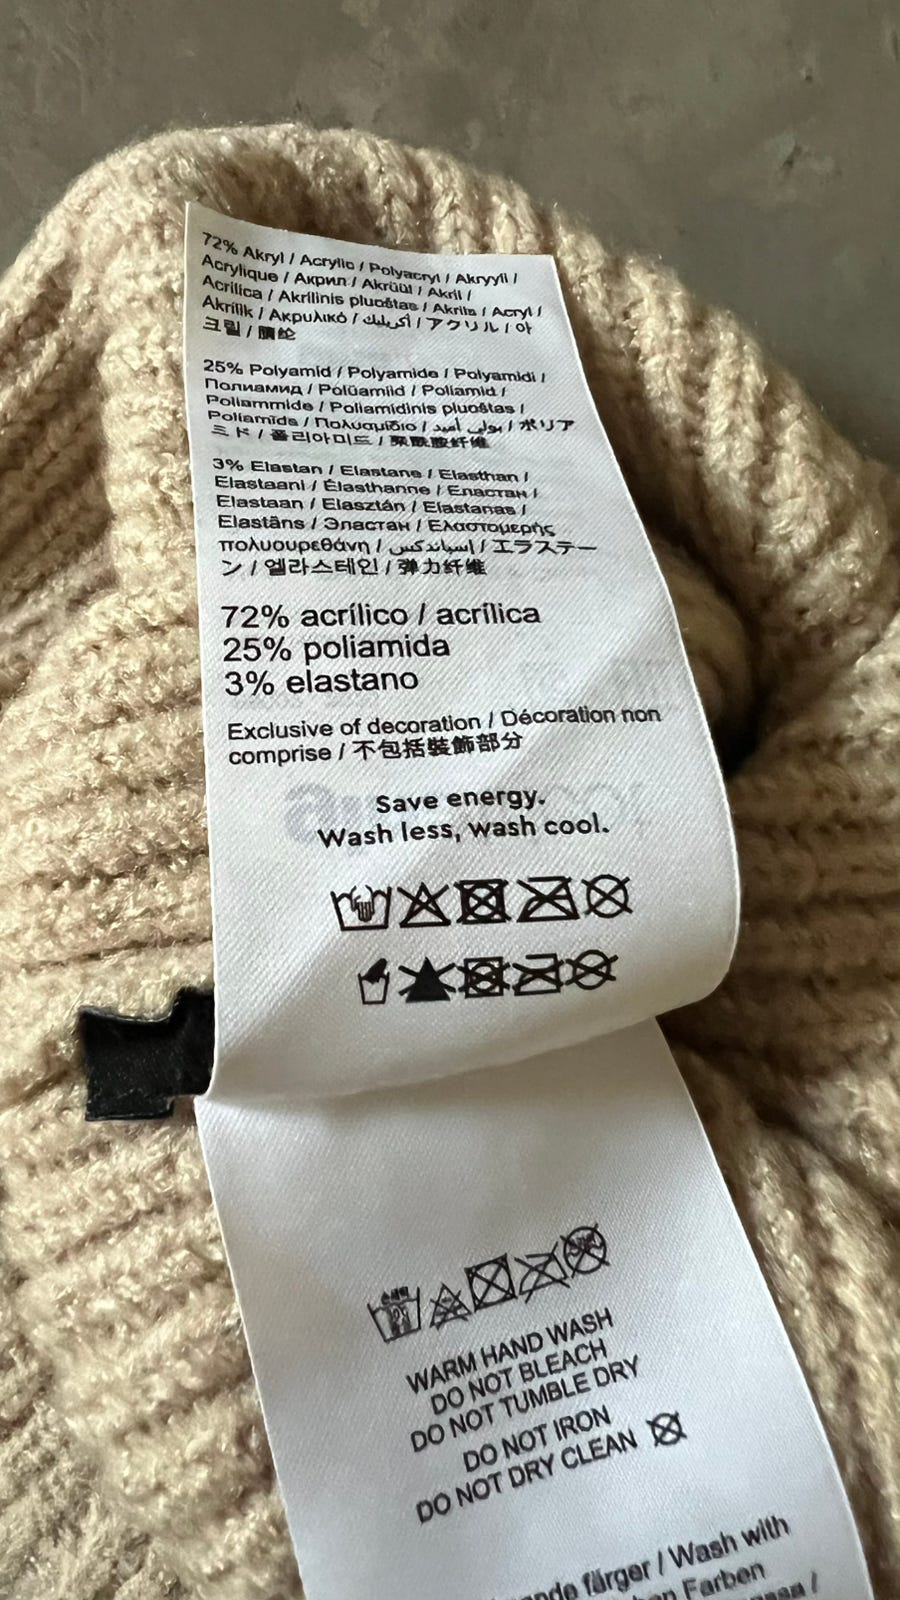 72% Akryl / Acrylic / Polyacryl / Akryyli /
Acrylique / Акрил / Akrüül / Akril /
Acrílica / Akrilinis pluoštas / Akrils / Acryl /
Akrilik / Ακρυλικό / أكريليك / アクリル / 아
크릴 / 腈纶
25% Polyamid / Polyamide / Polyamidi /
Полиамид / Polüamiid / Poliamid /
Poliammide / Poliamidinis pluoštas /
Poliamīds / Πολυαμίδιο / بولي أميد / ポリア
ミド / 폴리아미드 / 聚酰胺纤维
3% Elastan / Elastane / Elasthan /
Elastaani / Élasthanne / Еластан /
Elastaan / Elasztán / Elastanas /
Elastāns / Эластан / Ελαστομερής
πολυουρεθάνη / إسباندكس / エラステー
ン / 엘라스테인 / 弹力纤维
72% acrílico / acrílica
25% poliamida
3% elastano
Exclusive of decoration / Décoration non
comprise / 不包括裝飾部分
Save energy.
Wash less, wash cool.
WARM HAND WASH
DO NOT BLEACH
DO NOT TUMBLE DRY
DO NOT IRON
DO NOT DRY CLEAN
färger / Wash with
Farben